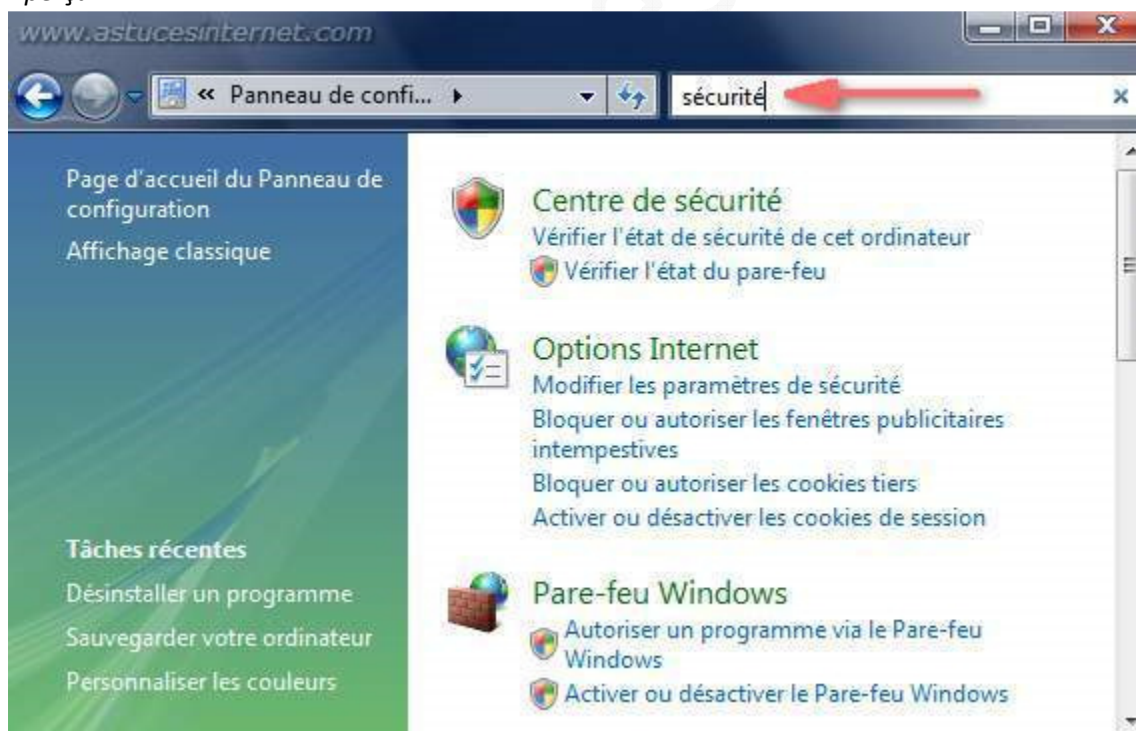 www.astucesinternet.com
« Panneau de confi...
sécurité
Page d'accueil du Panneau de
configuration
Affichage classique
Tâches récentes
Désinstaller un programme
Sauvegarder votre ordinateur
Personnaliser les couleurs
Centre de sécurité
Vérifier l'état de sécurité de cet ordinateur
Vérifier l'état du pare-feu
Options Internet
Modifier les paramètres de sécurité
Bloquer ou autoriser les fenêtres publicitaires
intempestives
Bloquer ou autoriser les cookies tiers
Activer ou désactiver les cookies de session
Pare-feu Windows
Autoriser un programme via le Pare-feu
Windows
Activer ou désactiver le Pare-feu Windows